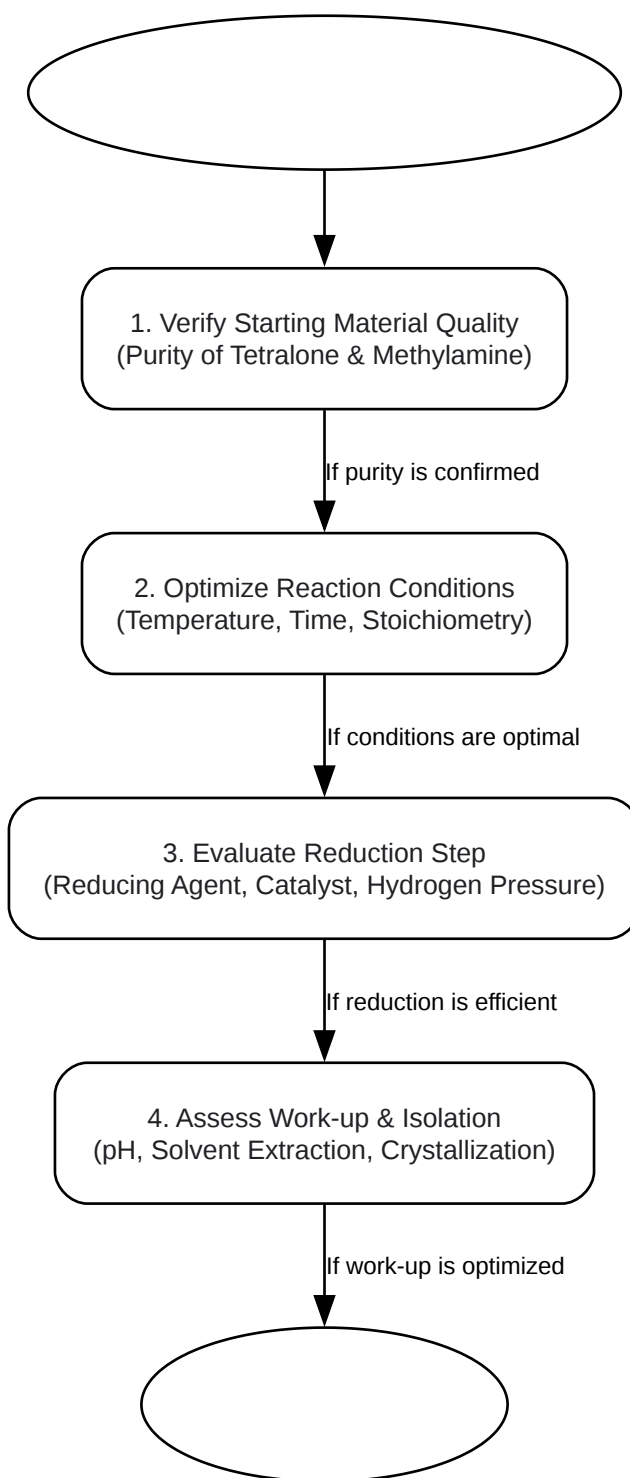 1. Verify Starting Material Quality
(Purity of Tetralone & Methylamine)
If purity is confirmed
2. Optimize Reaction Conditions
(Temperature, Time, Stoichiometry)
If conditions are optimal
3. Evaluate Reduction Step
(Reducing Agent, Catalyst, Hydrogen Pressure)
If reduction is efficient
4. Assess Work-up & Isolation
(pH, Solvent Extraction, Crystallization)
If work-up is optimized